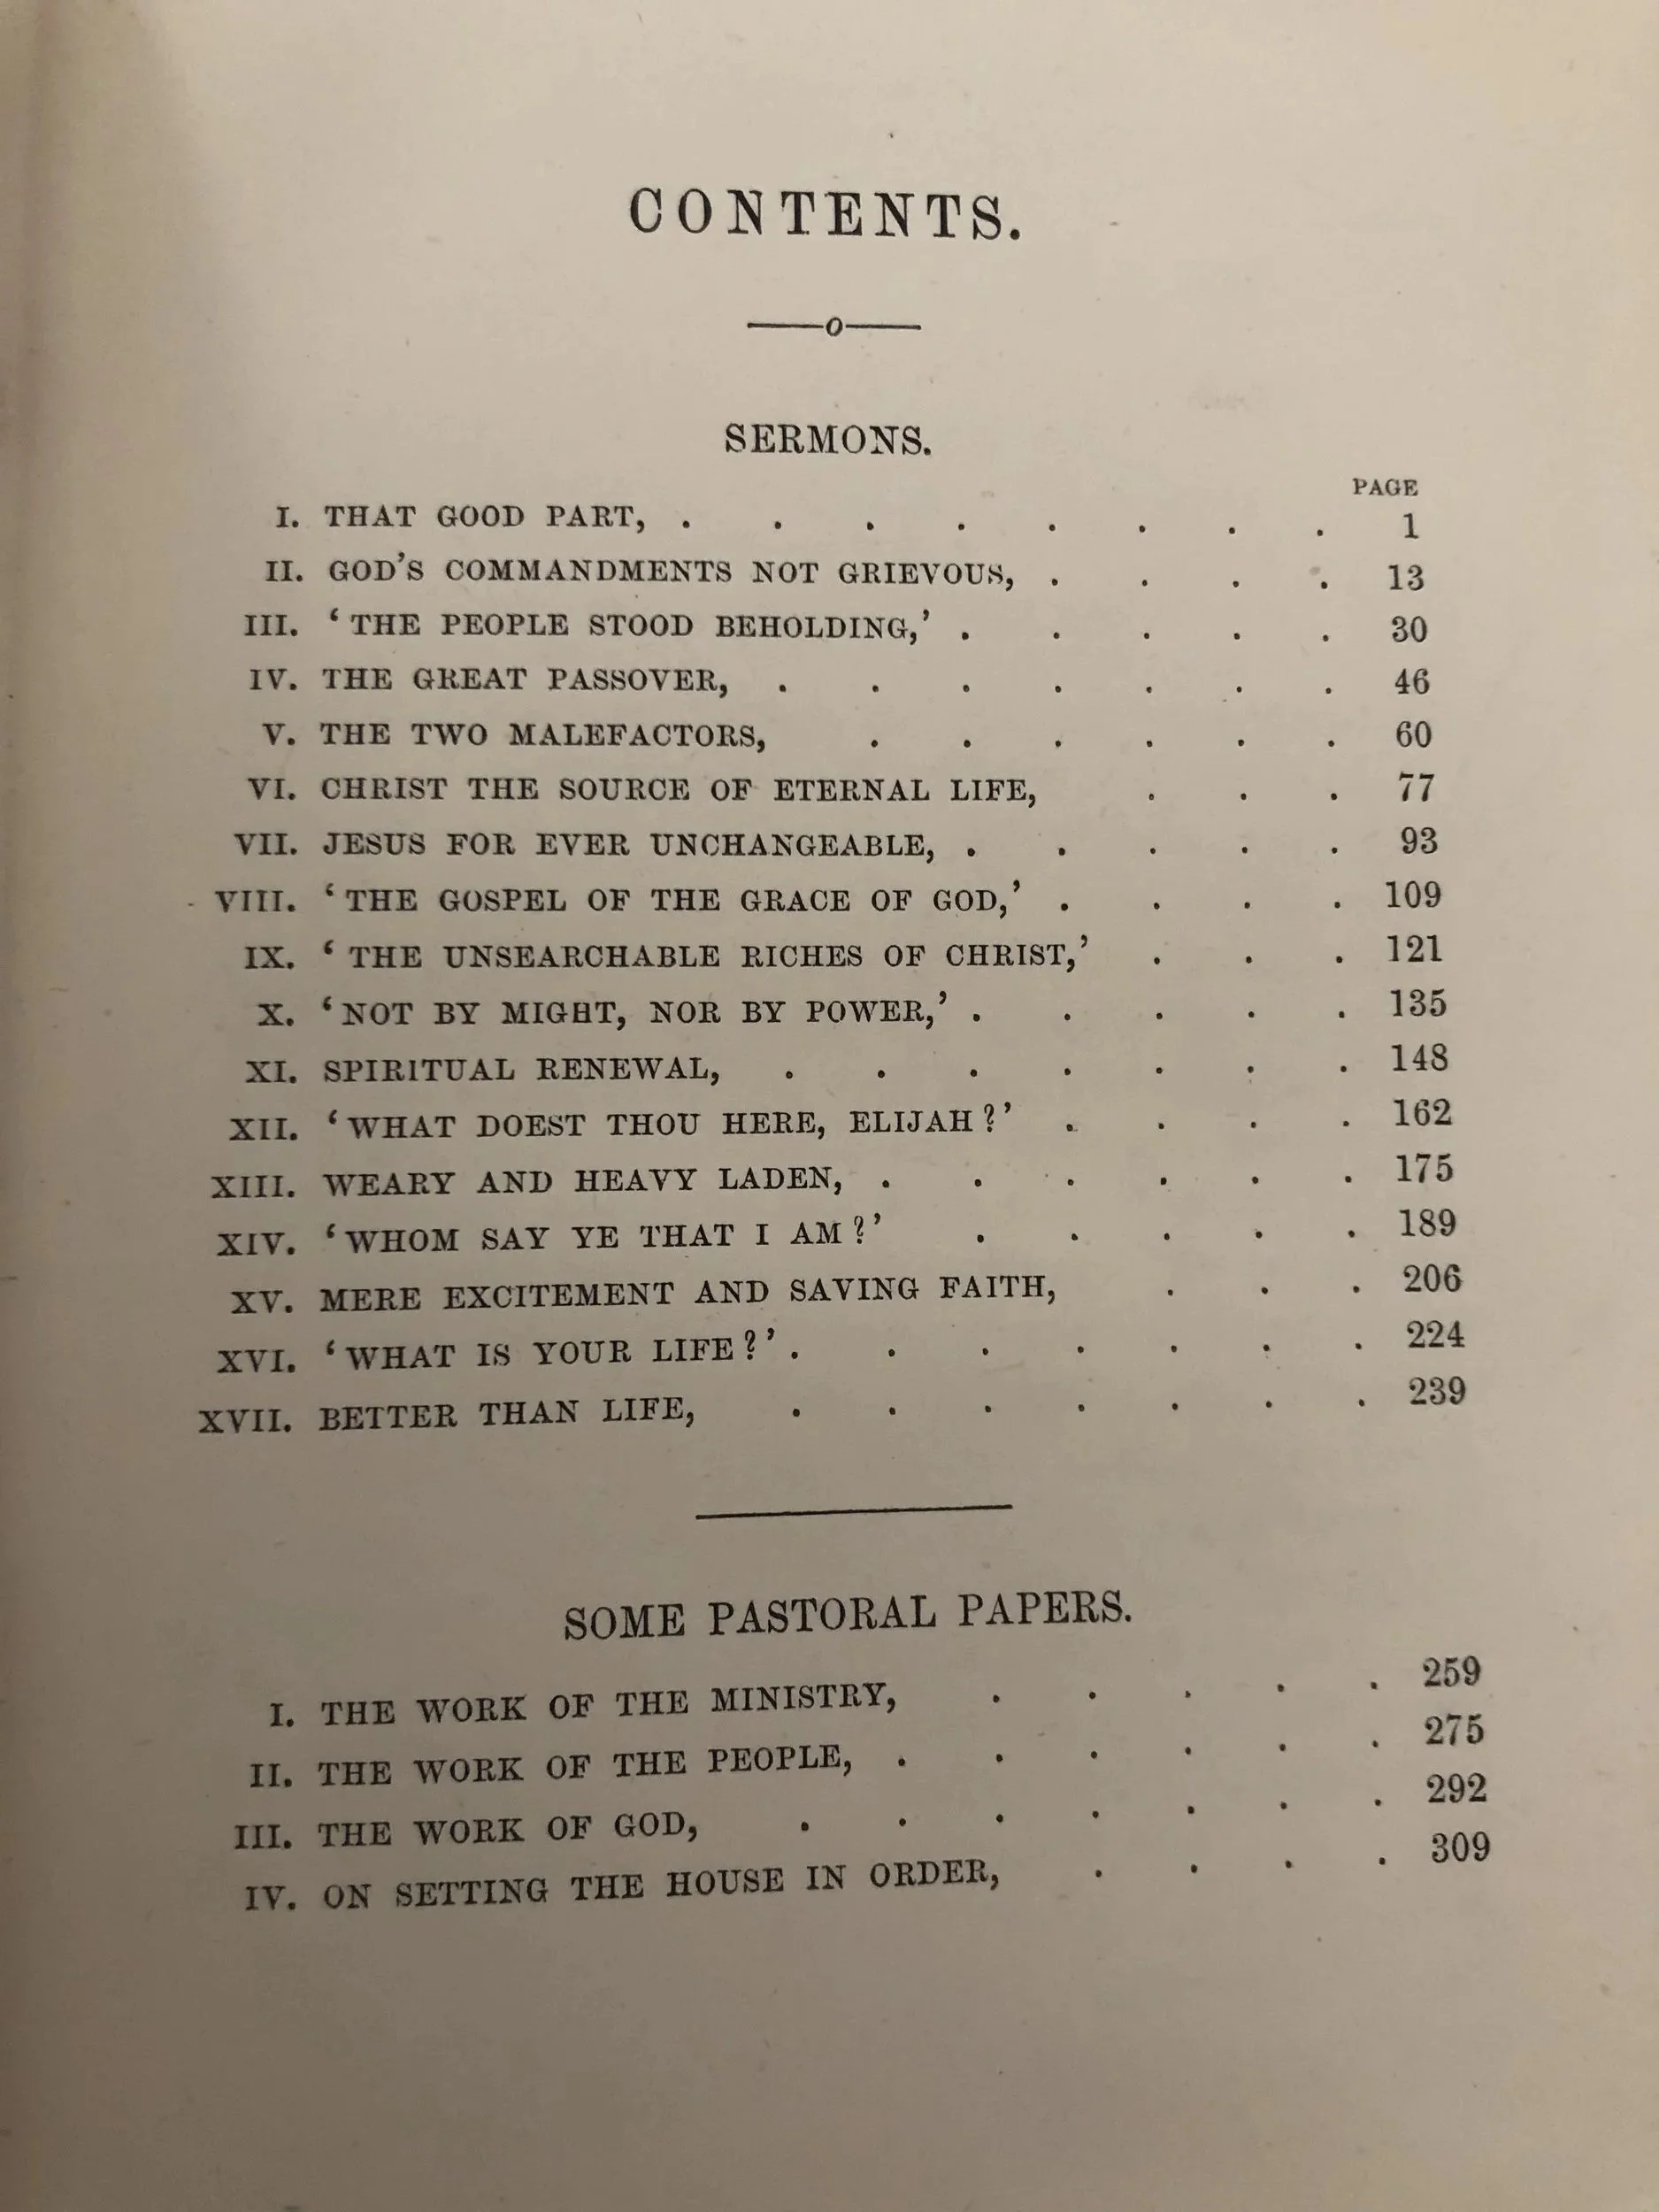 CONTENTS.
SERMONS.
PAGE
I. THAT GOOD PART, . . . . . . . . 1
II. GOD'S COMMANDMENTS NOT GRIEVOUS, . . . . 13
III. ‘THE PEOPLE STOOD BEHOLDING,’ . . . . . 30
IV. THE GREAT PASSOVER, . . . . . . . 46
V. THE TWO MALEFACTORS, . . . . . . 60
VI. CHRIST THE SOURCE OF ETERNAL LIFE, . . . 77
VII. JESUS FOR EVER UNCHANGEABLE, . . . . . 93
VIII. ‘THE GOSPEL OF THE GRACE OF GOD,’ . . . . 109
IX. ‘THE UNSEARCHABLE RICHES OF CHRIST,’ . . . 121
X. ‘NOT BY MIGHT, NOR BY POWER,’ . . . . . 135
XI. SPIRITUAL RENEWAL, . . . . . . . 148
XII. ‘WHAT DOEST THOU HERE, ELIJAH?’ . . . . 162
XIII. WEARY AND HEAVY LADEN, . . . . . . 175
XIV. ‘WHOM SAY YE THAT I AM?’ . . . . . 189
XV. MERE EXCITEMENT AND SAVING FAITH, . . . 206
XVI. ‘WHAT IS YOUR LIFE?’ . . . . . . . 224
XVII. BETTER THAN LIFE, . . . . . . . 239
SOME PASTORAL PAPERS.
I. THE WORK OF THE MINISTRY, . . . . . 259
II. THE WORK OF THE PEOPLE, . . . . . . 275
III. THE WORK OF GOD, . . . . . . . 292
IV. ON SETTING THE HOUSE IN ORDER, . . . . 309